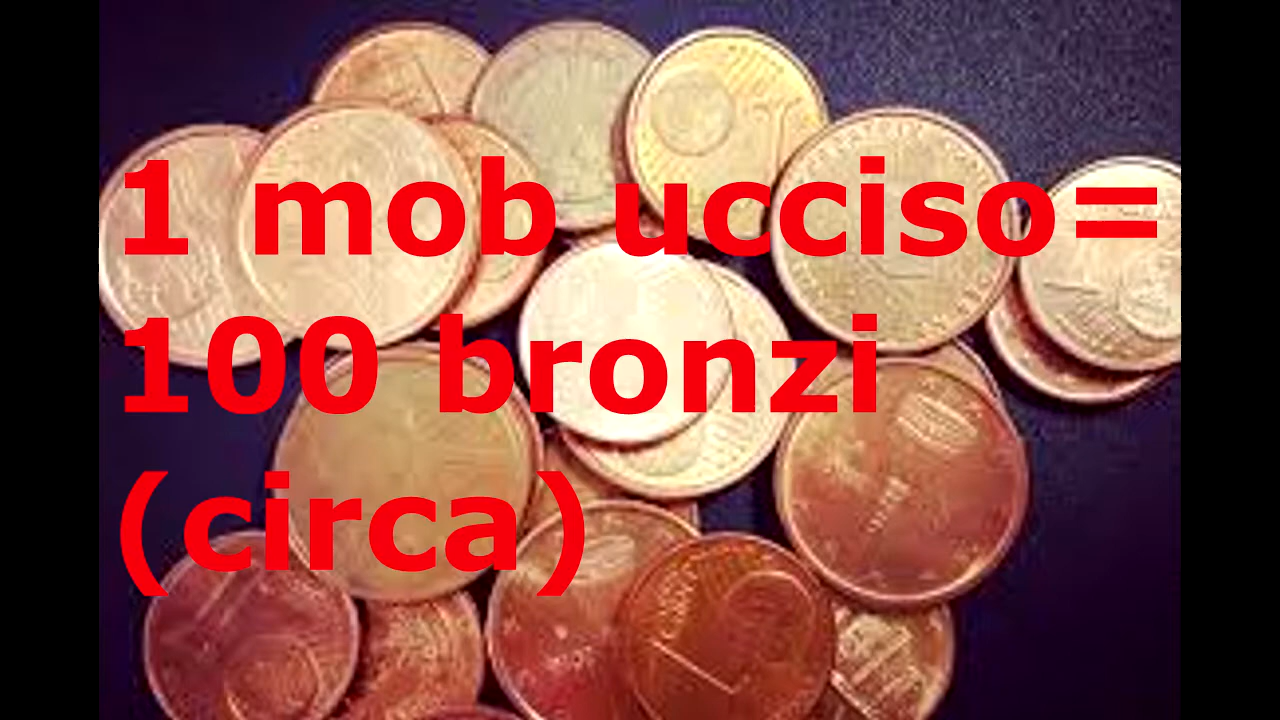 1 mob ucciso=
100 bronzi
(circa)